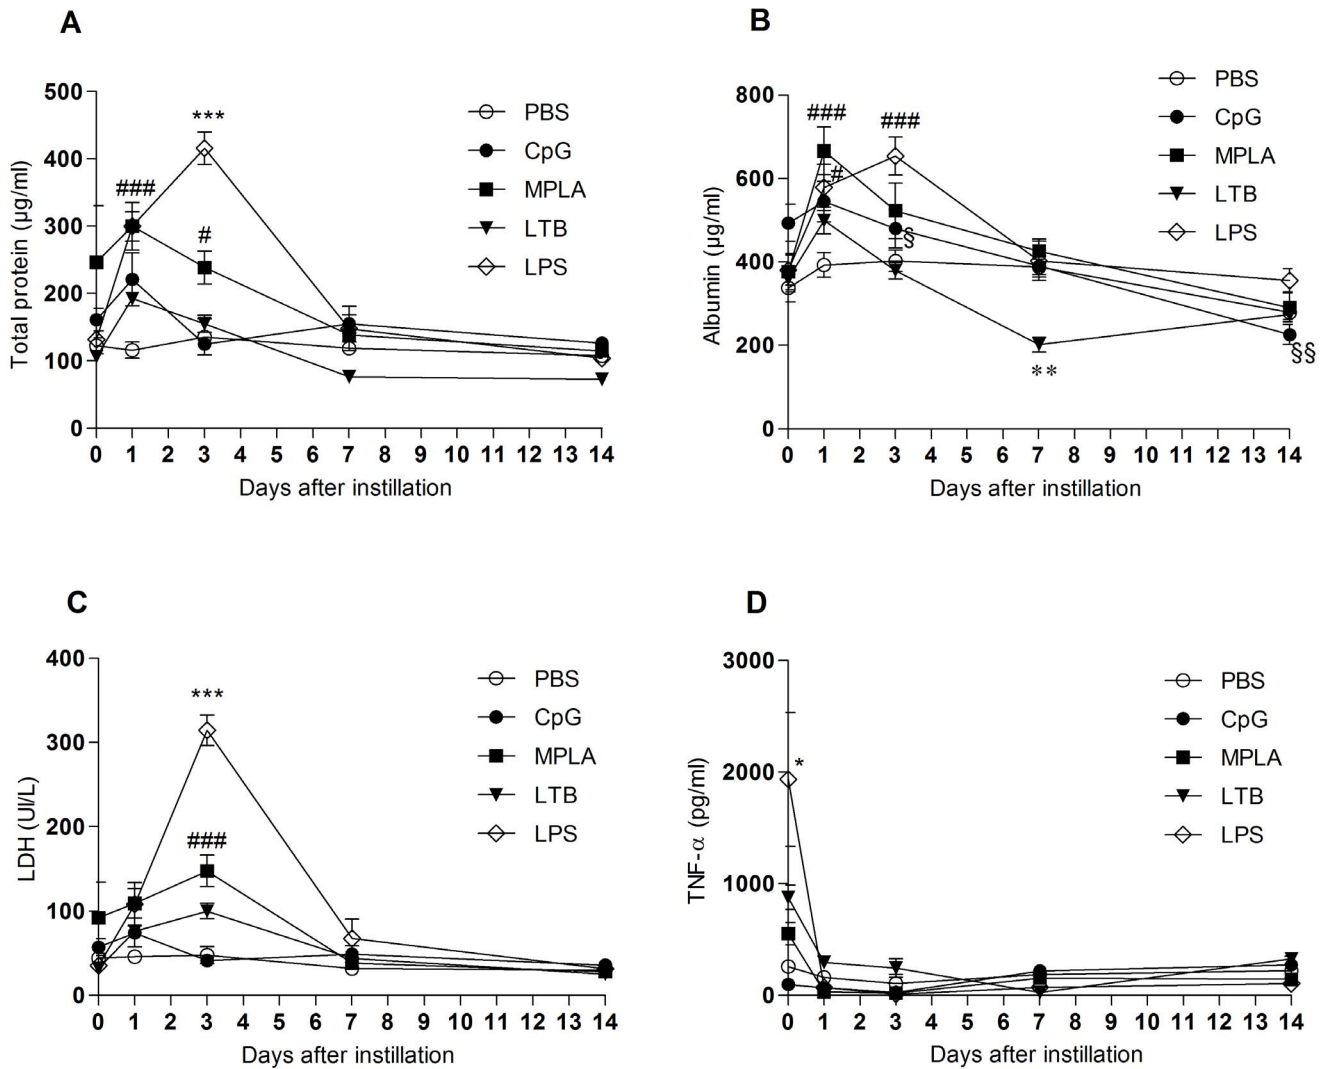 A
Total protein (µg/ml)
500
400
300
200
100
0
###
***
#
PBS
CpG
MPLA
LTB
LPS
0 1 2 3 4 5 6 7 8 9 10 11 12 13 14
Days after instillation
B
Albumin (µg/ml)
800
600
400
200
0
###
#
###
§
**
§§
PBS
CpG
MPLA
LTB
LPS
0 1 2 3 4 5 6 7 8 9 10 11 12 13 14
Days after instillation
C
LDH (UI/L)
400
300
200
100
0
***
###
PBS
CpG
MPLA
LTB
LPS
0 1 2 3 4 5 6 7 8 9 10 11 12 13 14
Days after instillation
D
TNF-α (pg/ml)
3000
2000
1000
0
*
PBS
CpG
MPLA
LTB
LPS
0 1 2 3 4 5 6 7 8 9 10 11 12 13 14
Days after instillation